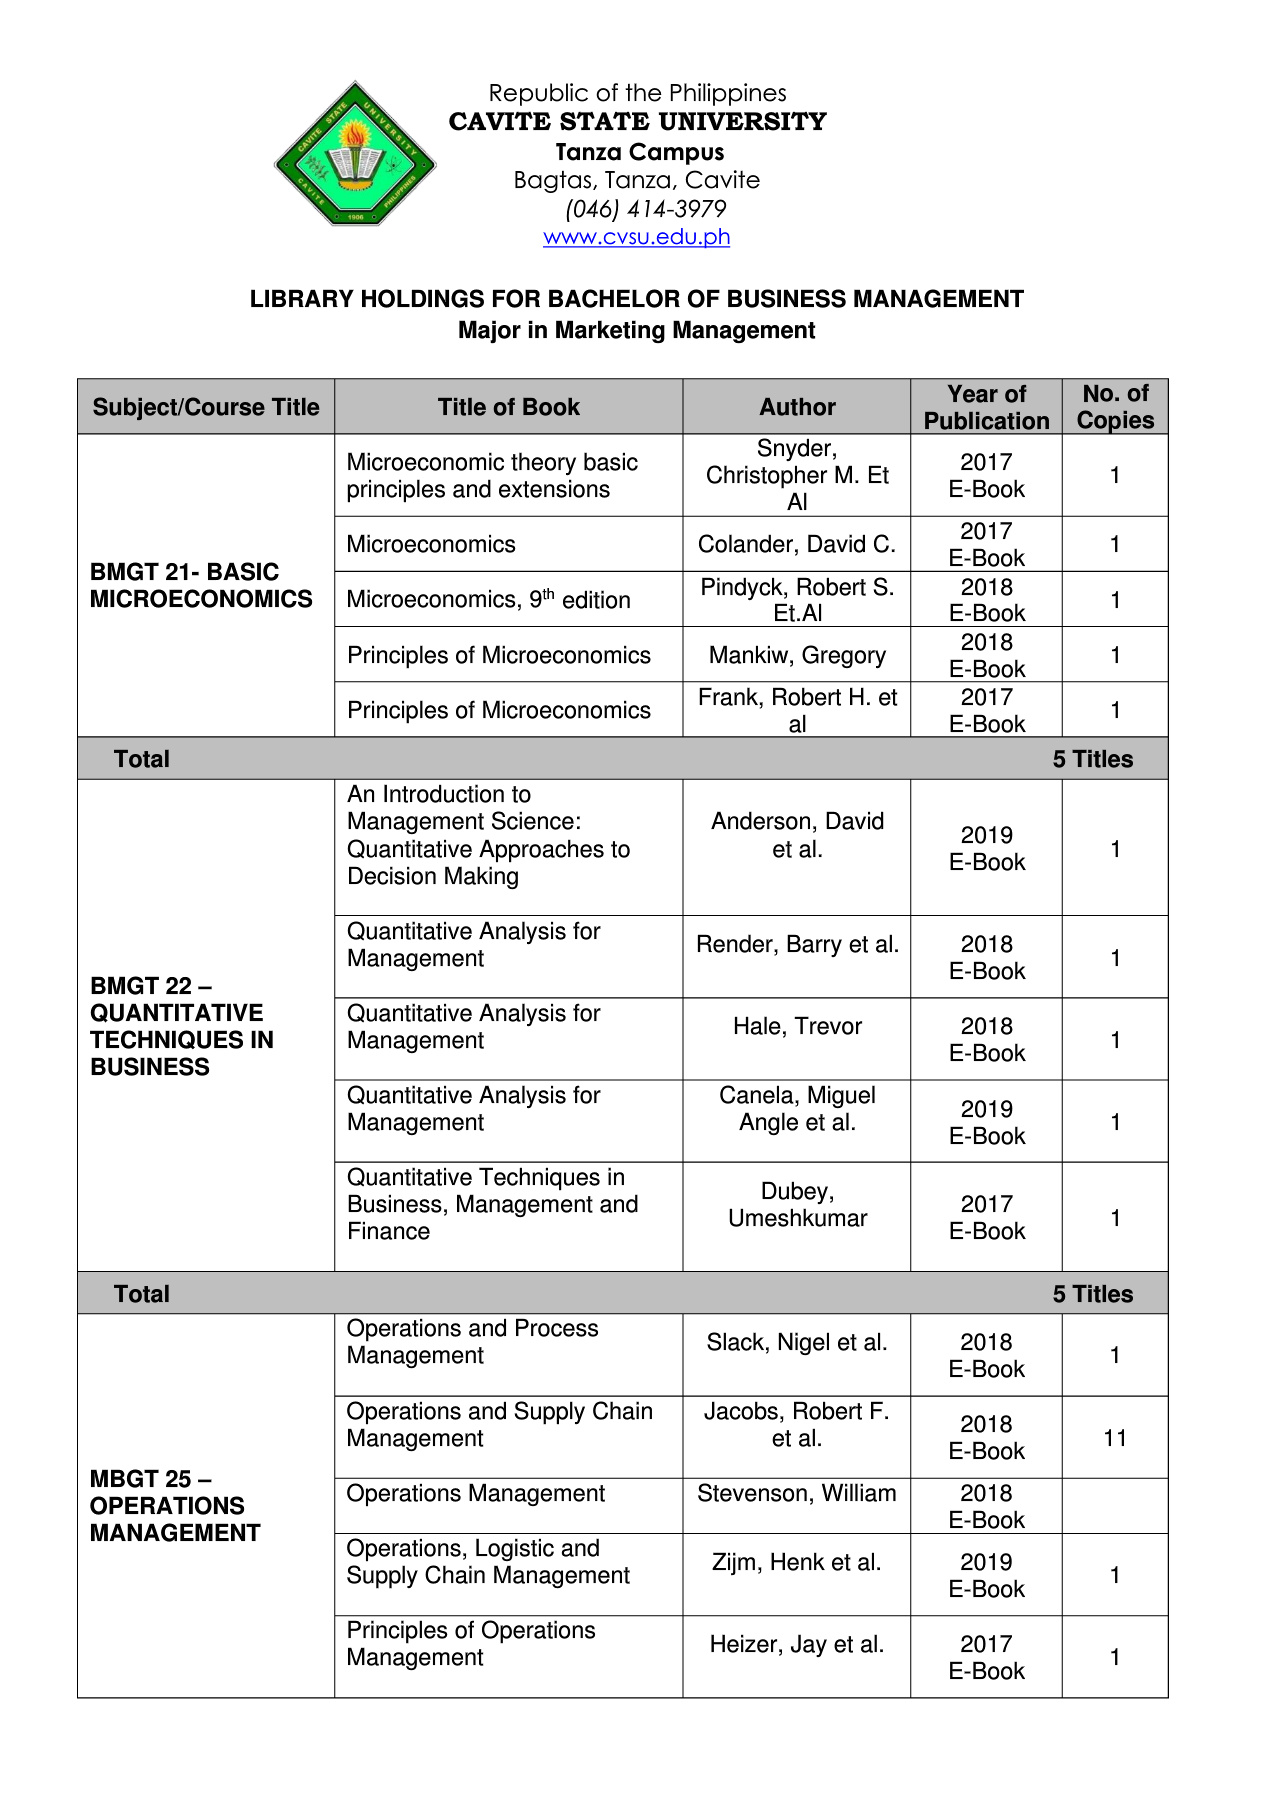 CAVITE STATE UNIVERSITY
CAVITE
PHILIPPINES
1906
Republic of the Philippines
CAVITE STATE UNIVERSITY
Tanza Campus
Bagtas, Tanza, Cavite
(046) 414-3979
www.cvsu.edu.ph
LIBRARY HOLDINGS FOR BACHELOR OF BUSINESS MANAGEMENT
Major in Marketing Management
Subject/Course Title
Title of Book
Author
Year of
Publication
No. of
Copies
BMGT 21- BASIC
MICROECONOMICS
Microeconomic theory basic
principles and extensions
Snyder,
Christopher M. Et
Al
2017
E-Book
1
Microeconomics
Colander, David C.
2017
E-Book
1
Microeconomics, 9th edition
Pindyck, Robert S.
Et.Al
2018
E-Book
1
Principles of Microeconomics
Mankiw, Gregory
2018
E-Book
1
Principles of Microeconomics
Frank, Robert H. et
al
2017
E-Book
1
Total 5 Titles
BMGT 22 –
QUANTITATIVE
TECHNIQUES IN
BUSINESS
An Introduction to
Management Science:
Quantitative Approaches to
Decision Making
Anderson, David
et al.
2019
E-Book
1
Quantitative Analysis for
Management
Render, Barry et al.
2018
E-Book
1
Quantitative Analysis for
Management
Hale, Trevor
2018
E-Book
1
Quantitative Analysis for
Management
Canela, Miguel
Angle et al.
2019
E-Book
1
Quantitative Techniques in
Business, Management and
Finance
Dubey,
Umeshkumar
2017
E-Book
1
Total 5 Titles
MBGT 25 –
OPERATIONS
MANAGEMENT
Operations and Process
Management
Slack, Nigel et al.
2018
E-Book
1
Operations and Supply Chain
Management
Jacobs, Robert F.
et al.
2018
E-Book
11
Operations Management
Stevenson, William
2018
E-Book
Operations, Logistic and
Supply Chain Management
Zijm, Henk et al.
2019
E-Book
1
Principles of Operations
Management
Heizer, Jay et al.
2017
E-Book
1